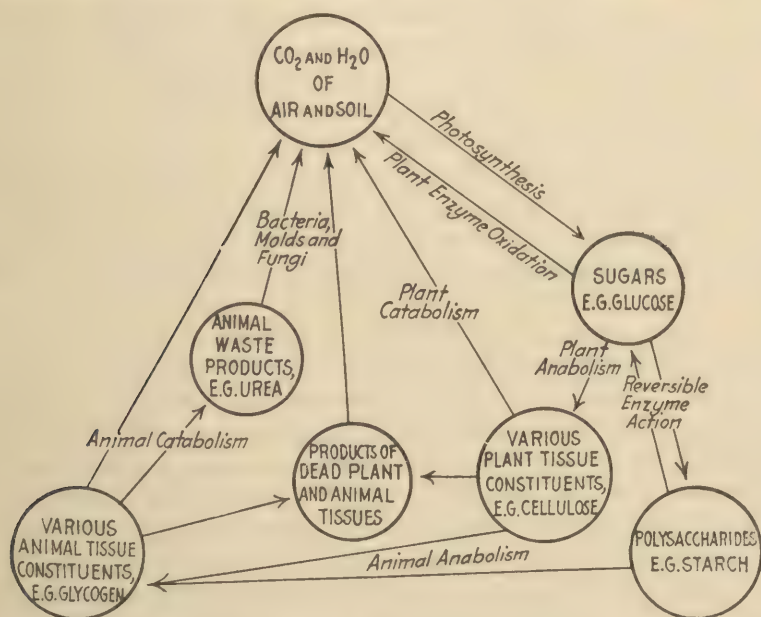 CO₂ AND H₂O
OF
AIR AND SOIL
Photosynthesis
Plant Enzyme Oxidation
Bacteria,
Molds and
Fungi
SUGARS
E.G. GLUCOSE
Plant
Catabolism
ANIMAL
WASTE
PRODUCTS,
E.G. UREA
Plant
Anabolism
Reversible
Enzyme
Action
Animal Catabolism
PRODUCTS OF
DEAD PLANT
AND ANIMAL
TISSUES
VARIOUS
PLANT TISSUE
CONSTITUENTS,
E.G. CELLULOSE
VARIOUS
ANIMAL TISSUE
CONSTITUENTS,
E.G. GLYCOGEN
Animal Anabolism
POLYSACCHARIDES
E.G. STARCH